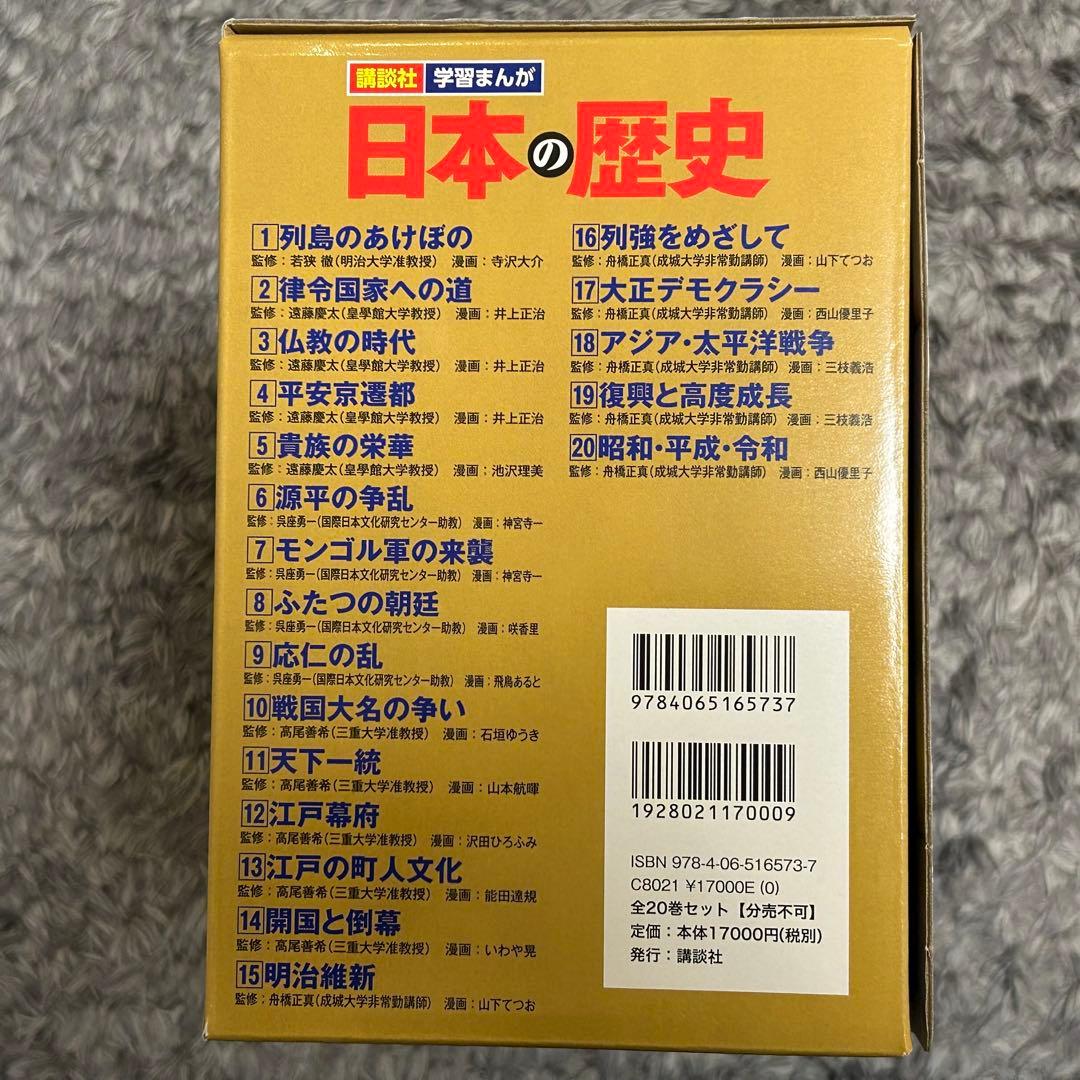 講談社 学習まんが
日本の歴史
1 列島のあけぼの
監修：若狭 徹(明治大学准教授) 漫画：寺沢大介
2 律令国家への道
監修：遠藤慶太(皇學館大学教授) 漫画：井上正治
3 仏教の時代
監修：遠藤慶太(皇學館大学教授) 漫画：井上正治
4 平安京遷都
監修：遠藤慶太(皇學館大学教授) 漫画：井上正治
5 貴族の栄華
監修：遠藤慶太(皇學館大学教授) 漫画：池沢理美
6 源平の争乱
監修：呉座勇一(国際日本文化研究センター助教) 漫画：神宮寺一
7 モンゴル軍の来襲
監修：呉座勇一(国際日本文化研究センター助教) 漫画：神宮寺一
8 ふたつの朝廷
監修：呉座勇一(国際日本文化研究センター助教) 漫画：咲香里
9 応仁の乱
監修：呉座勇一(国際日本文化研究センター助教) 漫画：飛鳥あると
10 戦国大名の争い
監修：高尾善希(三重大学准教授) 漫画：石垣ゆうき
11 天下一統
監修：高尾善希(三重大学准教授) 漫画：山本航暉
12 江戸幕府
監修：高尾善希(三重大学准教授) 漫画：沢田ひろふみ
13 江戸の町人文化
監修：高尾善希(三重大学准教授) 漫画：能田達規
14 開国と倒幕
監修：高尾善希(三重大学准教授) 漫画：いわや晃
15 明治維新
監修：舟橋正真(成城大学非常勤講師) 漫画：山下てつお
16 列強をめざして
監修：舟橋正真(成城大学非常勤講師) 漫画：山下てつお
17 大正デモクラシー
監修：舟橋正真(成城大学非常勤講師) 漫画：西山優里子
18 アジア・太平洋戦争
監修：舟橋正真(成城大学非常勤講師) 漫画：三枝義浩
19 復興と高度成長
監修：舟橋正真(成城大学非常勤講師) 漫画：三枝義浩
20 昭和・平成・令和
監修：舟橋正真(成城大学非常勤講師) 漫画：西山優里子
9784065165737
1928021170009
ISBN 978-4-06-516573-7
C8021 ¥17000E (0)
全20巻セット【分売不可】
定価：本体17000円(税別)
発行：講談社